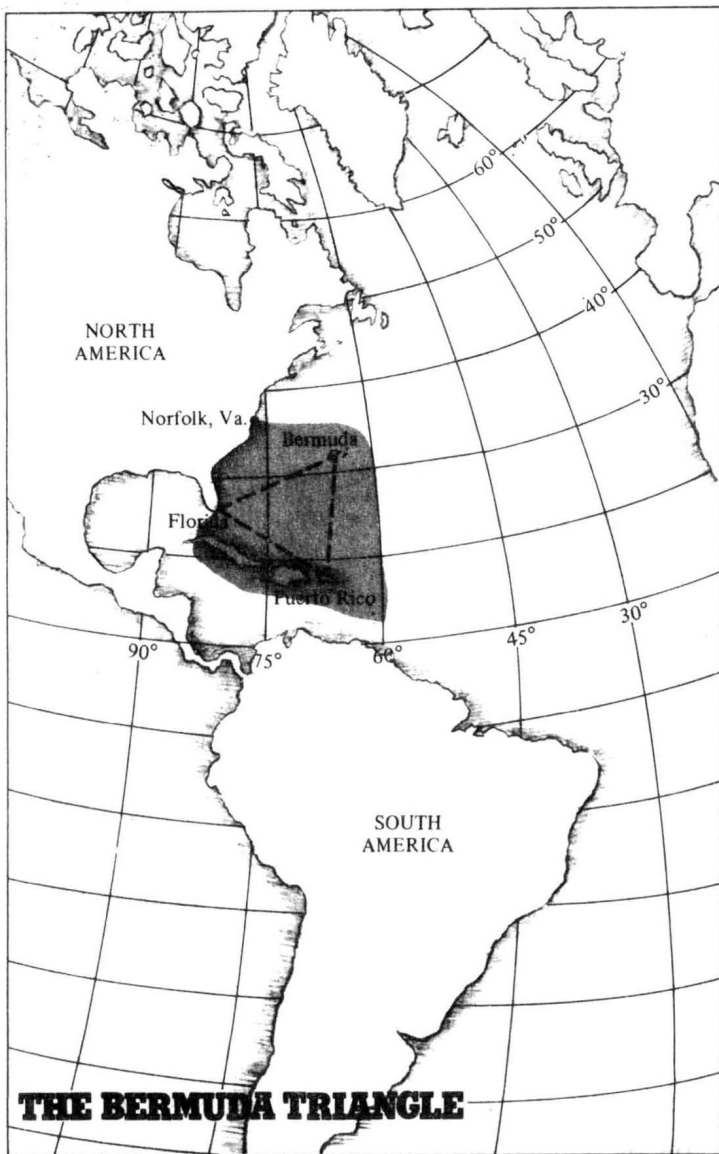 60°
50°
40°
30°
NORTH
AMERICA
Norfolk, Va.
Bermuda
Florida
Puerto Rico
90°
75°
60°
45°
30°
SOUTH
AMERICA
THE BERMUDA TRIANGLE